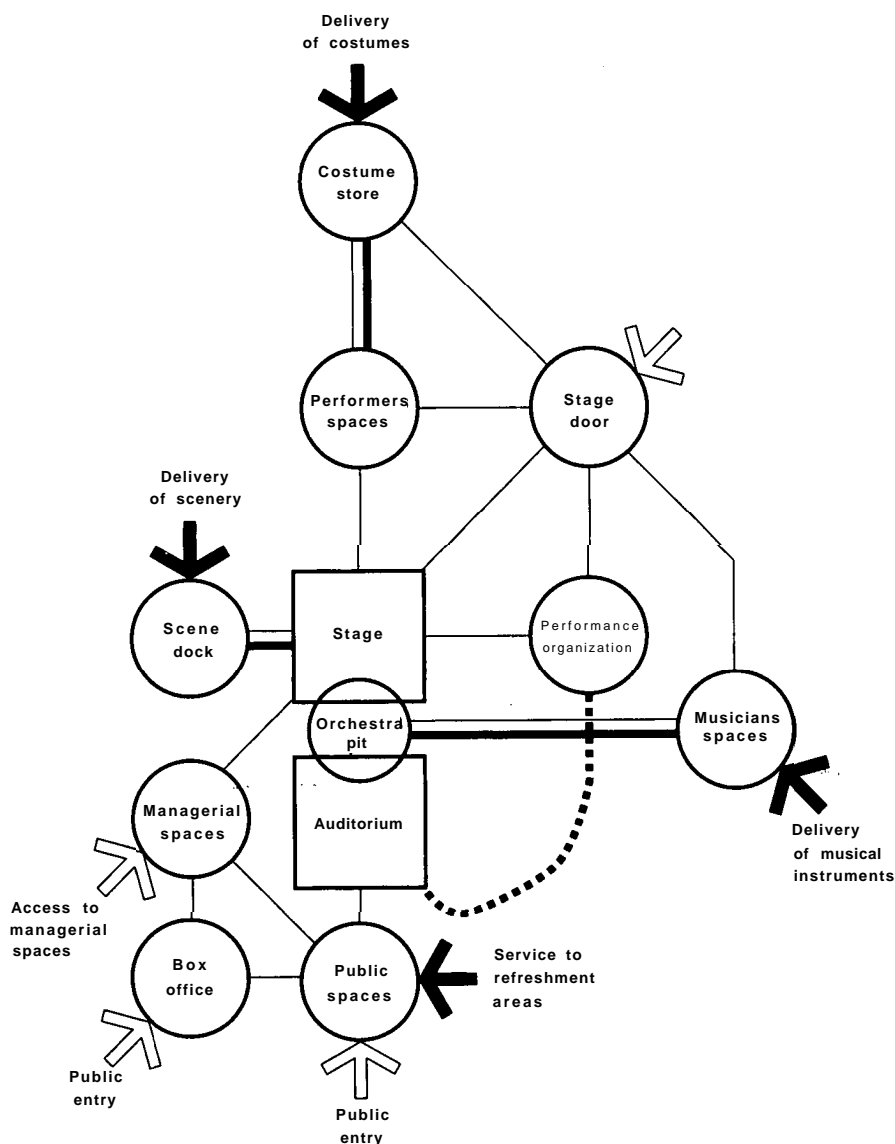 Delivery
of costumes
Costume
store
Performers
spaces
Stage
door
Delivery
of scenery
Scene
dock
Stage
Performance
organization
Orchestra
pit
Musicians
spaces
Managerial
spaces
Auditorium
Delivery
of musical
instruments
Access to
managerial
spaces
Box
office
Public
spaces
Service to
refreshment
areas
Public
entry
Public
entry